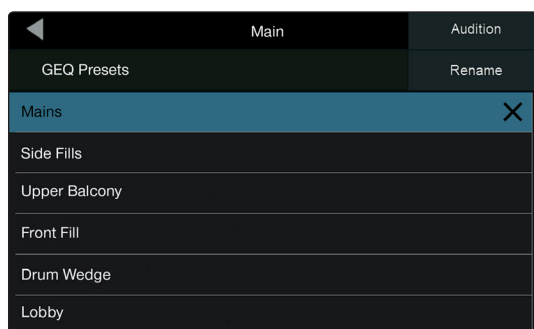 Main
Audition
GEQ Presets
Rename
Mains
Side Fills
Upper Balcony
Front Fill
Drum Wedge
Lobby